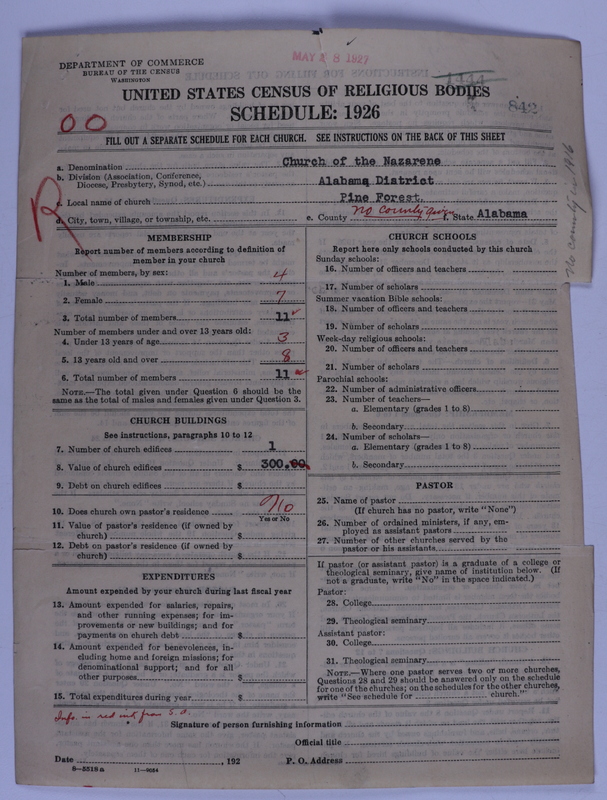 DEPARTMENT OF COMMERCE
BUREAU OF THE CENSUS
WASHINGTON
MAY 28 1927
1444
842
UNITED STATES CENSUS OF RELIGIOUS BODIES
SCHEDULE: 1926
00
FILL OUT A SEPARATE SCHEDULE FOR EACH CHURCH. SEE INSTRUCTIONS ON THE BACK OF THIS SHEET
R
a. Denomination Church of the Nazarene
b. Division (Association, Conference,
Diocese, Presbytery, Synod, etc.) Alabama District
c. Local name of church Pine Forest.
d. City, town, village, or township, etc. e. County No County given f. State Alabama
No county in 1916
MEMBERSHIP
Report number of members according to definition of
member in your church
Number of members, by sex:
1. Male 4
2. Female 7
3. Total number of members 11
Number of members under and over 13 years old:
4. Under 13 years of age 3
5. 13 years old and over 8
6. Total number of members 11
NOTE.—The total given under Question 6 should be the
same as the total of males and females given under Question 3.
CHURCH BUILDINGS
See instructions, paragraphs 10 to 12
7. Number of church edifices 1
8. Value of church edifices $ 300.00
9. Debt on church edifices $
10. Does church own pastor's residence No
Yes or No
11. Value of pastor's residence (if owned by
church) $
12. Debt on pastor's residence (if owned by
church) $
EXPENDITURES
Amount expended by your church during last fiscal year
13. Amount expended for salaries, repairs,
and other running expenses; for im-
provements or new buildings; and for
payments on church debt $
14. Amount expended for benevolences, in-
cluding home and foreign missions; for
denominational support; and for all
other purposes $
15. Total expenditures during year $
CHURCH SCHOOLS
Report here only schools conducted by this church
Sunday schools:
16. Number of officers and teachers
17. Number of scholars
Summer vacation Bible schools:
18. Number of officers and teachers
19. Number of scholars
Week-day religious schools:
20. Number of officers and teachers
21. Number of scholars
Parochial schools:
22. Number of administrative officers
23. Number of teachers—
a. Elementary (grades 1 to 8)
b. Secondary
24. Number of scholars—
a. Elementary (grades 1 to 8)
b. Secondary
PASTOR
25. Name of pastor
(If church has no pastor, write "None")
26. Number of ordained ministers, if any, em-
ployed as assistant pastors
27. Number of other churches served by the
pastor or his assistants
If pastor (or assistant pastor) is a graduate of a college or
theological seminary, give name of institution below. (If
not a graduate, write "No" in the space indicated.)
Pastor:
28. College
29. Theological seminary
Assistant pastor:
30. College
31. Theological seminary
NOTE.—Where one pastor serves two or more churches,
Questions 28 and 29 should be answered only on the schedule
for one of the churches; on the schedules for the other churches,
write "See schedule for church."
Info. in red ink from S.O.
Signature of person furnishing information
Official title
Date , 192 P. O. Address
8-5518a 11-9034